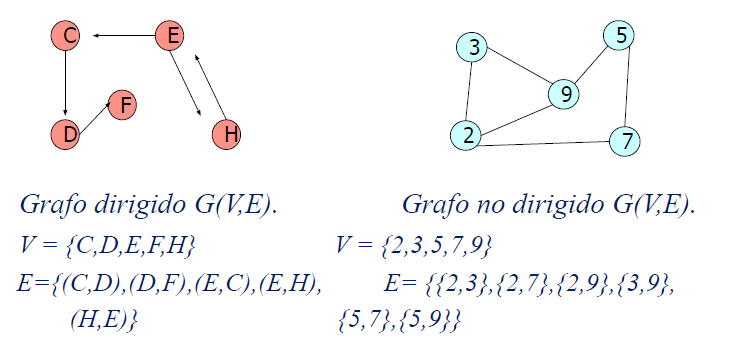 C
E
F
D
H
3
5
9
2
7
Grafo dirigido G(V,E).
V = {C,D,E,F,H}
E={(C,D),(D,F),(E,C),(E,H),
(H,E)}
Grafo no dirigido G(V,E).
V = {2,3,5,7,9}
E= {{2,3},{2,7},{2,9},{3,9},
{5,7},{5,9}}